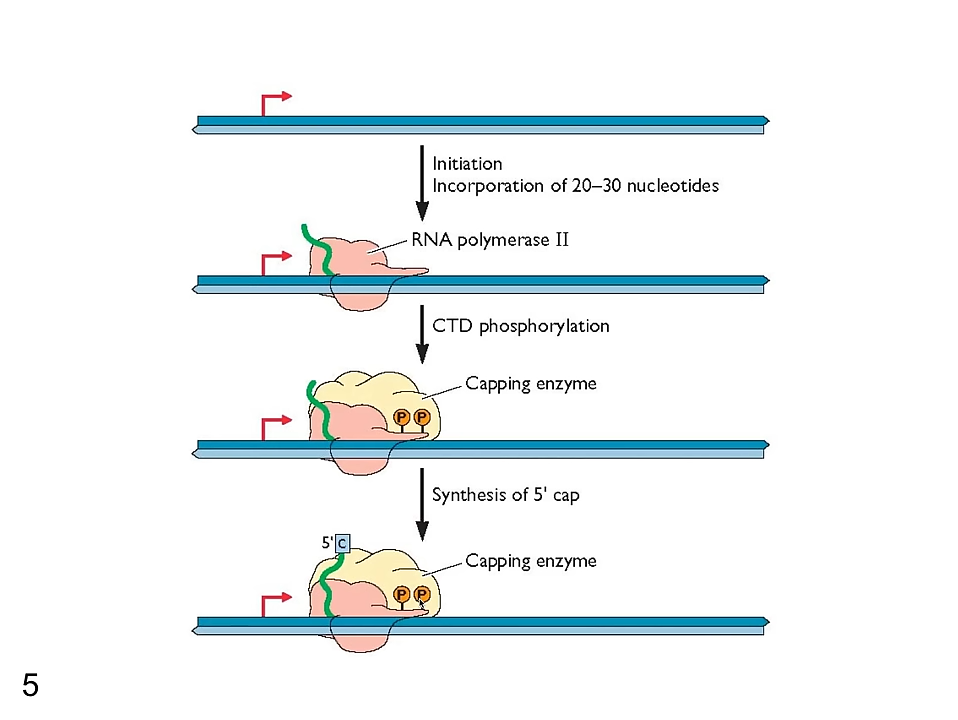 Initiation
Incorporation of 20–30 nucleotides
RNA polymerase II
CTD phosphorylation
Capping enzyme
P P
Synthesis of 5' cap
5' C
Capping enzyme
P P
5